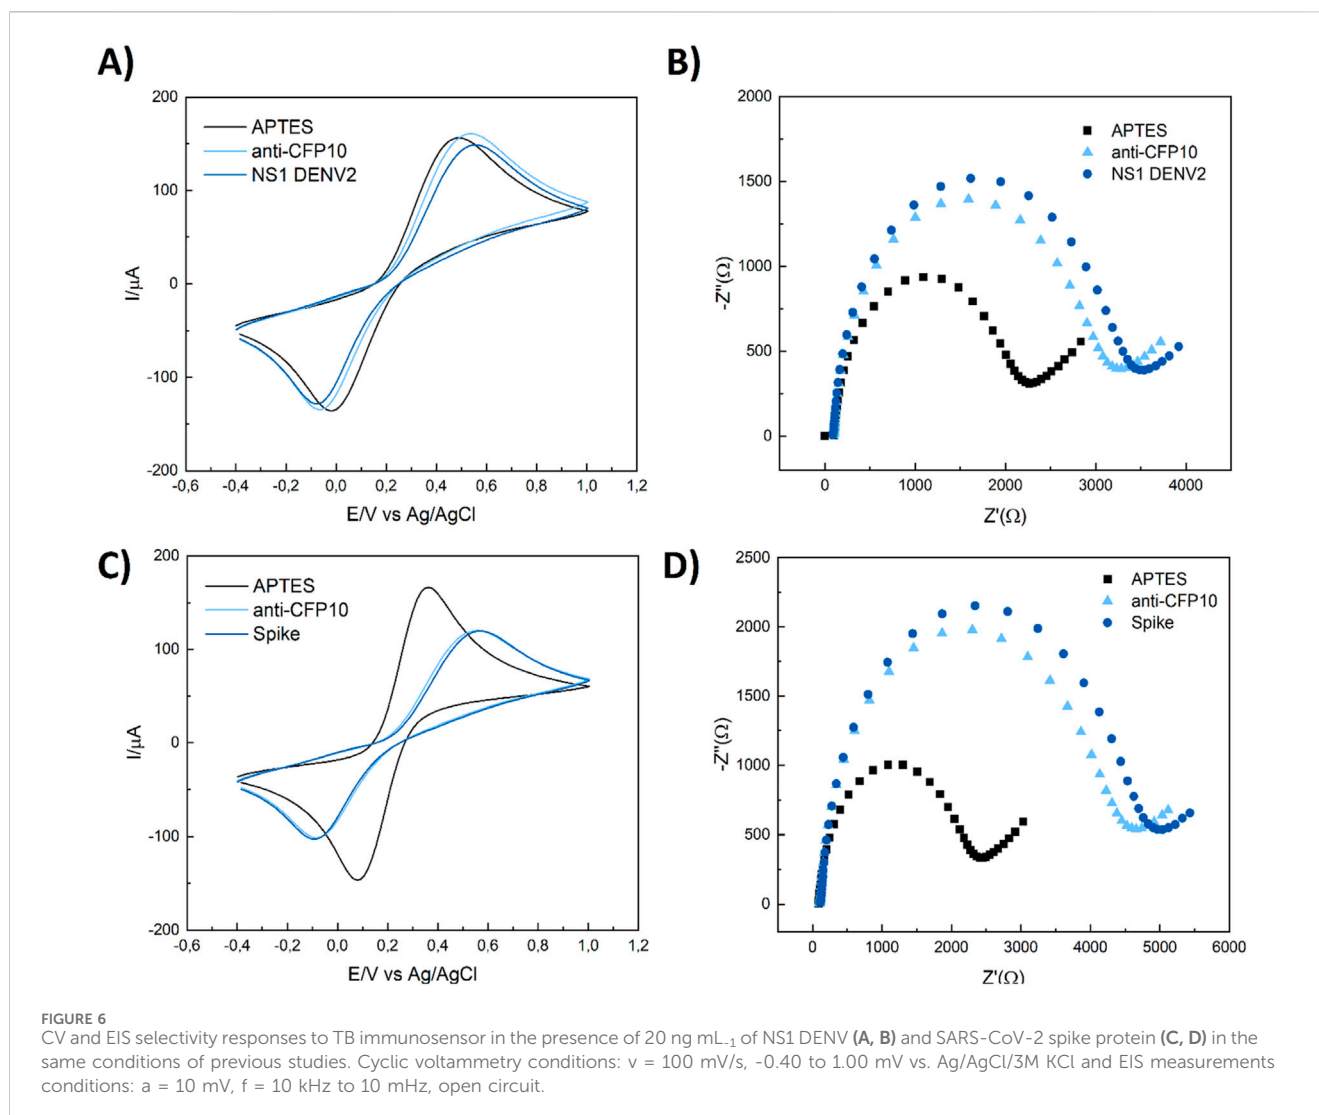 A)
200
100
0
-100
-200
I/µA
APTES
anti-CFP10
NS1 DENV2
-0,6 -0,4 -0,2 0,0 0,2 0,4 0,6 0,8 1,0 1,2
E/V vs Ag/AgCl
B)
2000
1500
1000
500
0
-Z"(Ω)
APTES
anti-CFP10
NS1 DENV2
0 1000 2000 3000 4000
Z'(Ω)
C)
200
100
0
-100
-200
I/µA
APTES
anti-CFP10
Spike
-0,6 -0,4 -0,2 0,0 0,2 0,4 0,6 0,8 1,0 1,2
E/V vs Ag/AgCl
D)
2500
2000
1500
1000
500
0
-Z"(Ω)
APTES
anti-CFP10
Spike
0 1000 2000 3000 4000 5000 6000
Z'(Ω)
FIGURE 6
CV and EIS selectivity responses to TB immunosensor in the presence of 20 ng mL-1 of NS1 DENV (A, B) and SARS-CoV-2 spike protein (C, D) in the
same conditions of previous studies. Cyclic voltammetry conditions: v = 100 mV/s, -0.40 to 1.00 mV vs. Ag/AgCl/3M KCl and EIS measurements
conditions: a = 10 mV, f = 10 kHz to 10 mHz, open circuit.